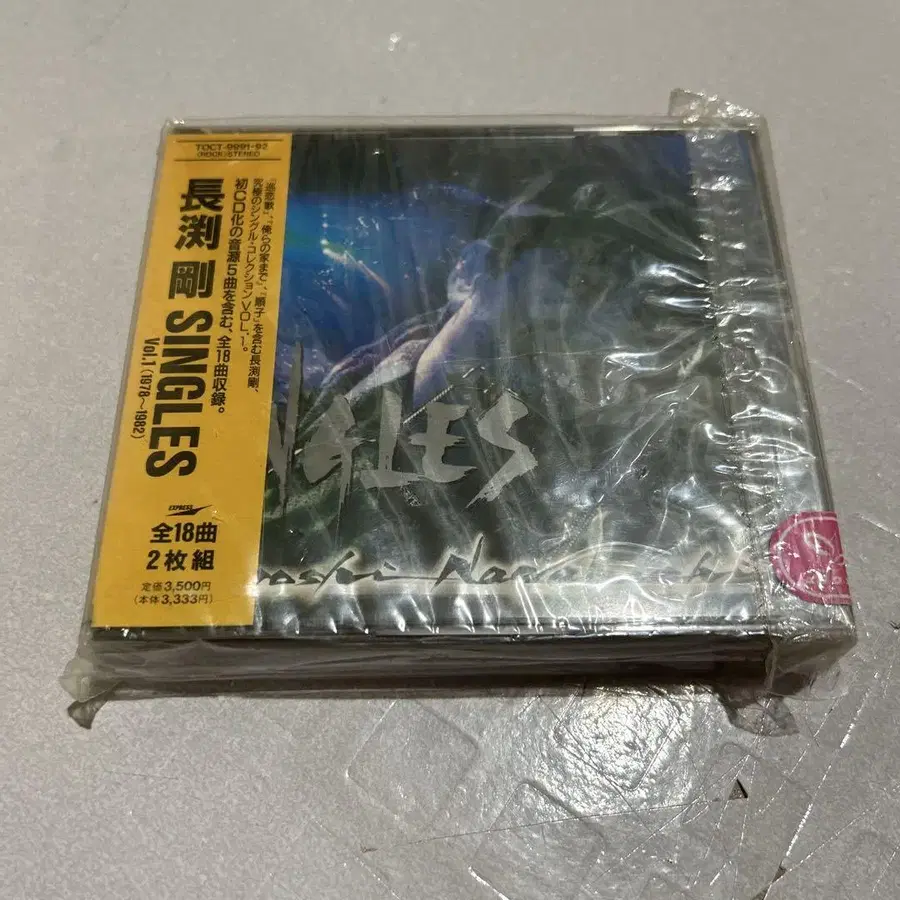 TOCT-9991-92
(ROCK)STEREO
長渕 剛 SINGLES
Vol.1(1978〜1982)
『巡恋歌』、『俺らの家まで』、『順子』を含む長渕剛、
究極のシングル・コレクションVOL.1。
初CD化の音源5曲を含む、全18曲収録。
EXPRESS
全18曲
2枚組
定価3,500円
(本体3,333円)
NGLES